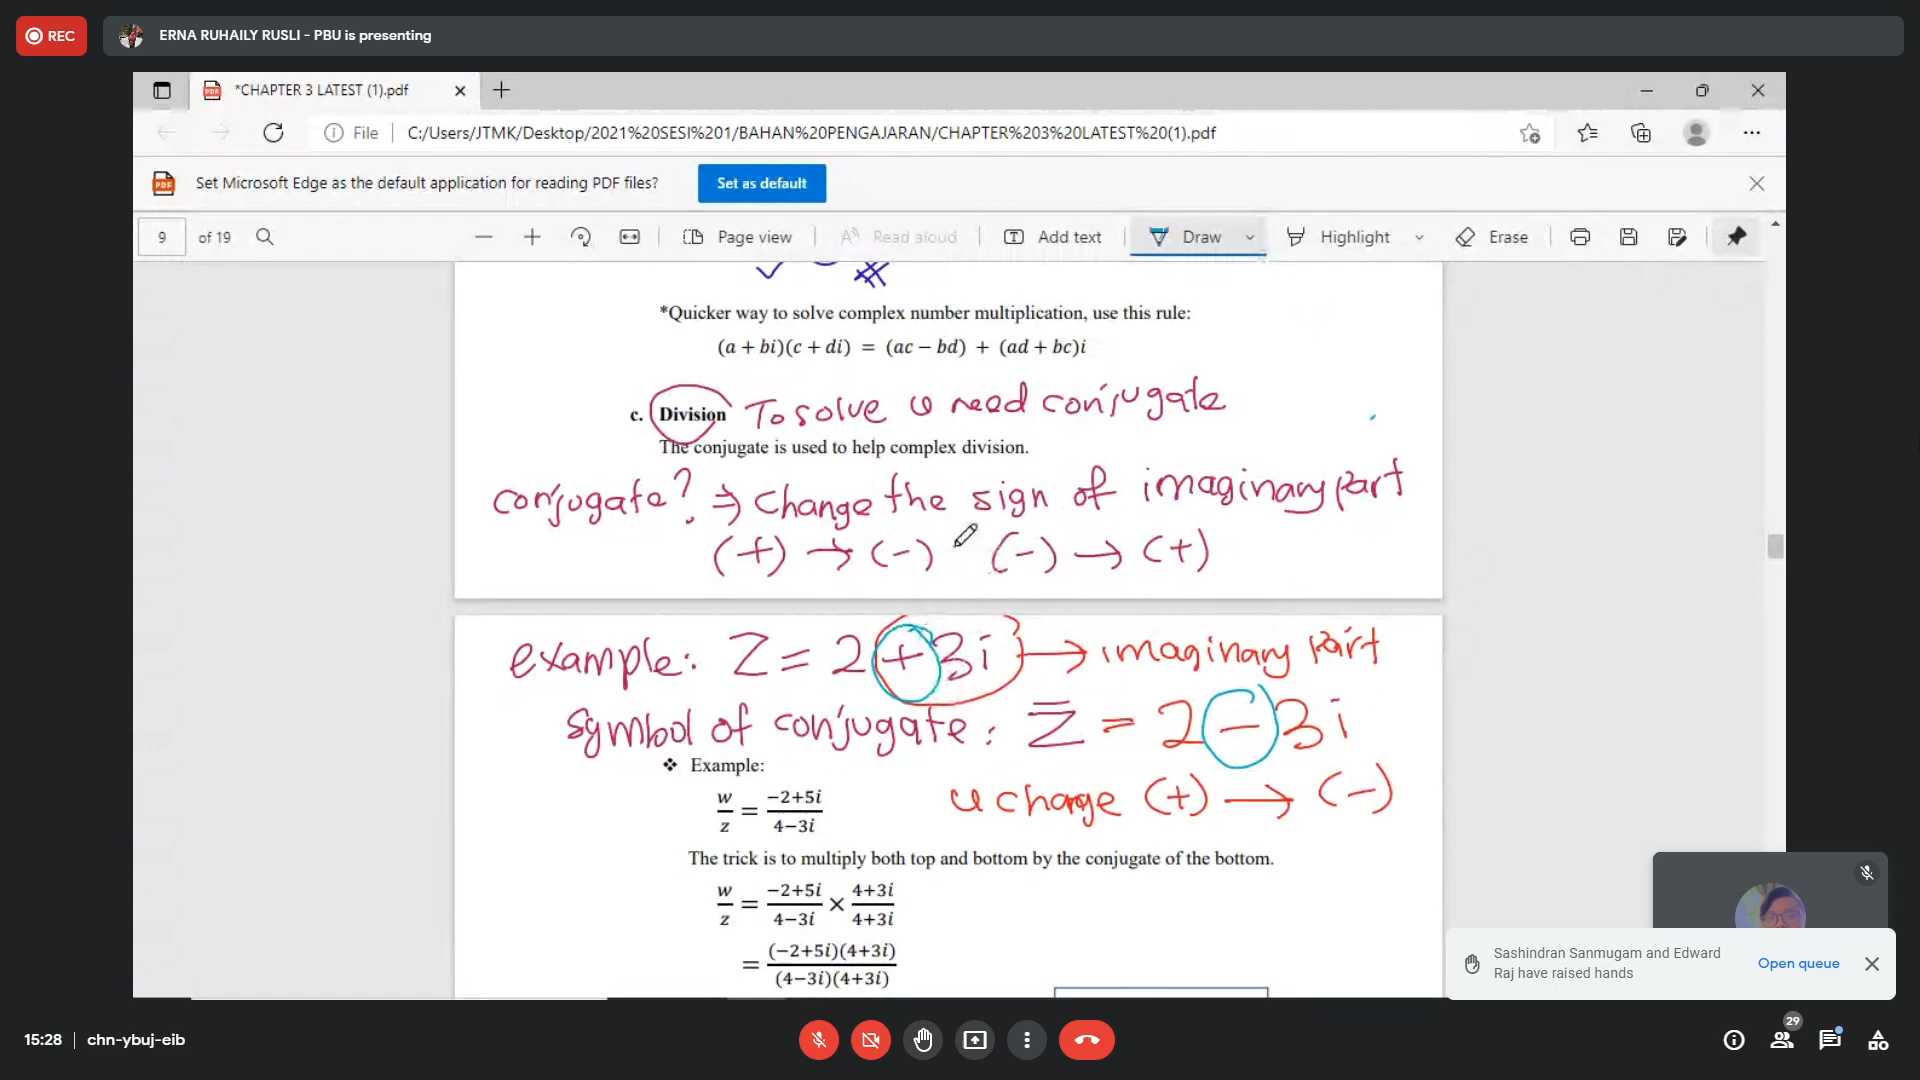 REC
ERNA RUHAILY RUSLI - PBU is presenting
*CHAPTER 3 LATEST (1).pdf
File | C:/Users/JTMK/Desktop/2021%20SESI%201/BAHAN%20PENGAJARAN/CHAPTER%203%20LATEST%20(1).pdf
Set Microsoft Edge as the default application for reading PDF files? Set as default
9 of 19 Page view Read aloud Add text Draw Highlight Erase
*Quicker way to solve complex number multiplication, use this rule:
(a + bi)(c + di) = (ac − bd) + (ad + bc)i
c. Division To solve u need conjugate
The conjugate is used to help complex division.
conjugate? ⇒ change the sign of imaginary part
(+) → (-) (-) → (+)
example: Z = 2 + 3i → imaginary part
symbol of conjugate: Z̄ = 2 - 3i
❖ Example:
w/z = −2+5i/4−3i
u change (+) → (-)
The trick is to multiply both top and bottom by the conjugate of the bottom.
w/z = −2+5i/4−3i × 4+3i/4+3i
= (−2+5i)(4+3i)/(4−3i)(4+3i)
Sashindran Sanmugam and Edward
Raj have raised hands
Open queue
15:28 | chn-ybuj-eib
29